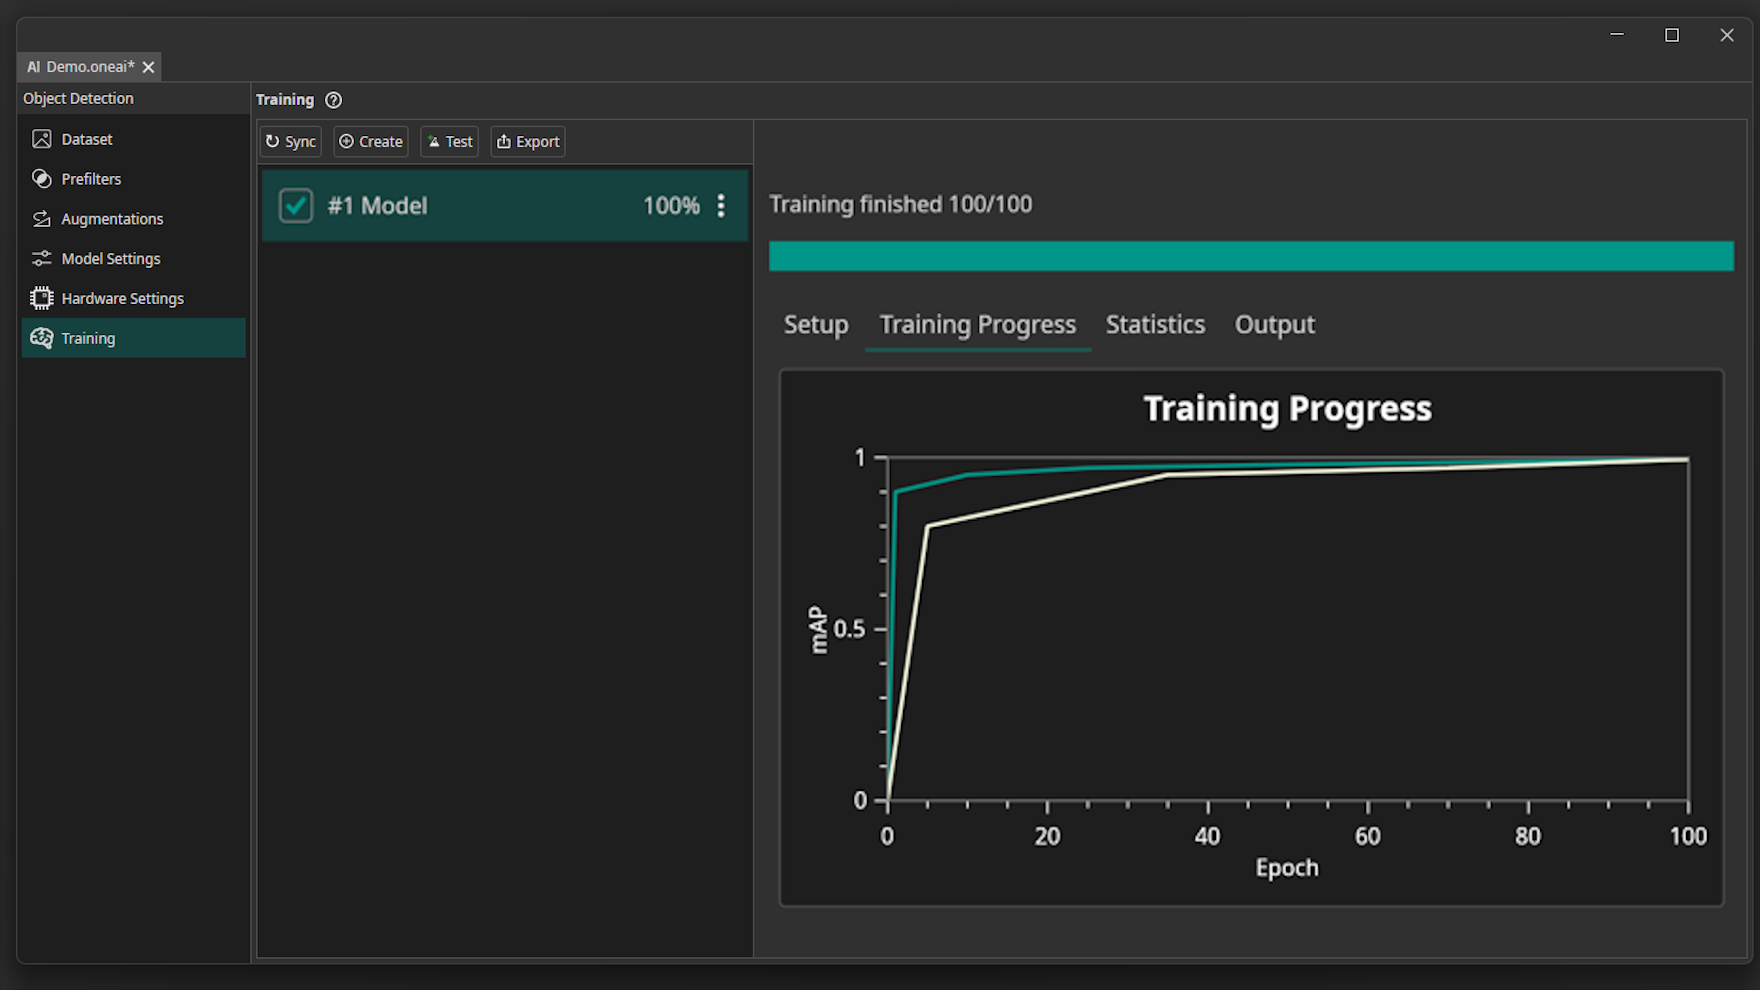 AI Demo.oneai*
Object Detection
Dataset
Prefilters
Augmentations
Model Settings
Hardware Settings
Training
Training
Sync Create Test Export
#1 Model 100%
Training finished 100/100
Setup Training Progress Statistics Output
Training Progress
1
0.5
0
mAP
0 20 40 60 80 100
Epoch